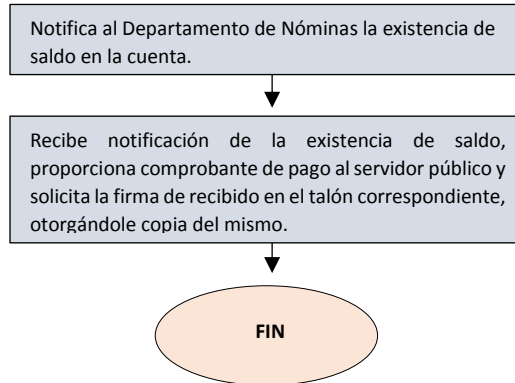 Notifica al Departamento de Nóminas la existencia de
saldo en la cuenta.
Recibe notificación de la existencia de saldo,
proporciona comprobante de pago al servidor público y
solicita la firma de recibido en el talón correspondiente,
otorgándole copia del mismo.
FIN